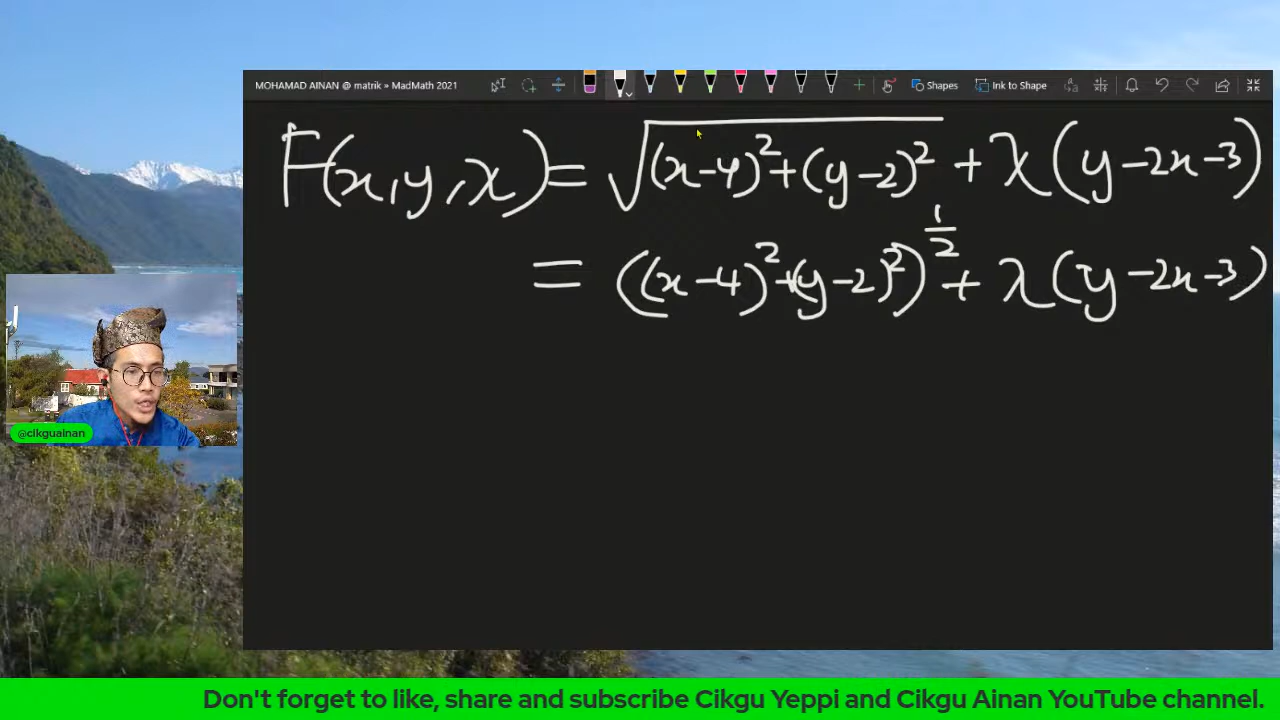 MOHAMAD AINAN @ matrik » MadMath 2021
Shapes
Ink to Shape
F(x,y,λ) = √((x-4)²+(y-2)²) + λ(y-2x-3)
= ((x-4)²+(y-2)²)^½ + λ(y-2x-3)
@cikguainan
Don't forget to like, share and subscribe Cikgu Yeppi and Cikgu Ainan YouTube channel.